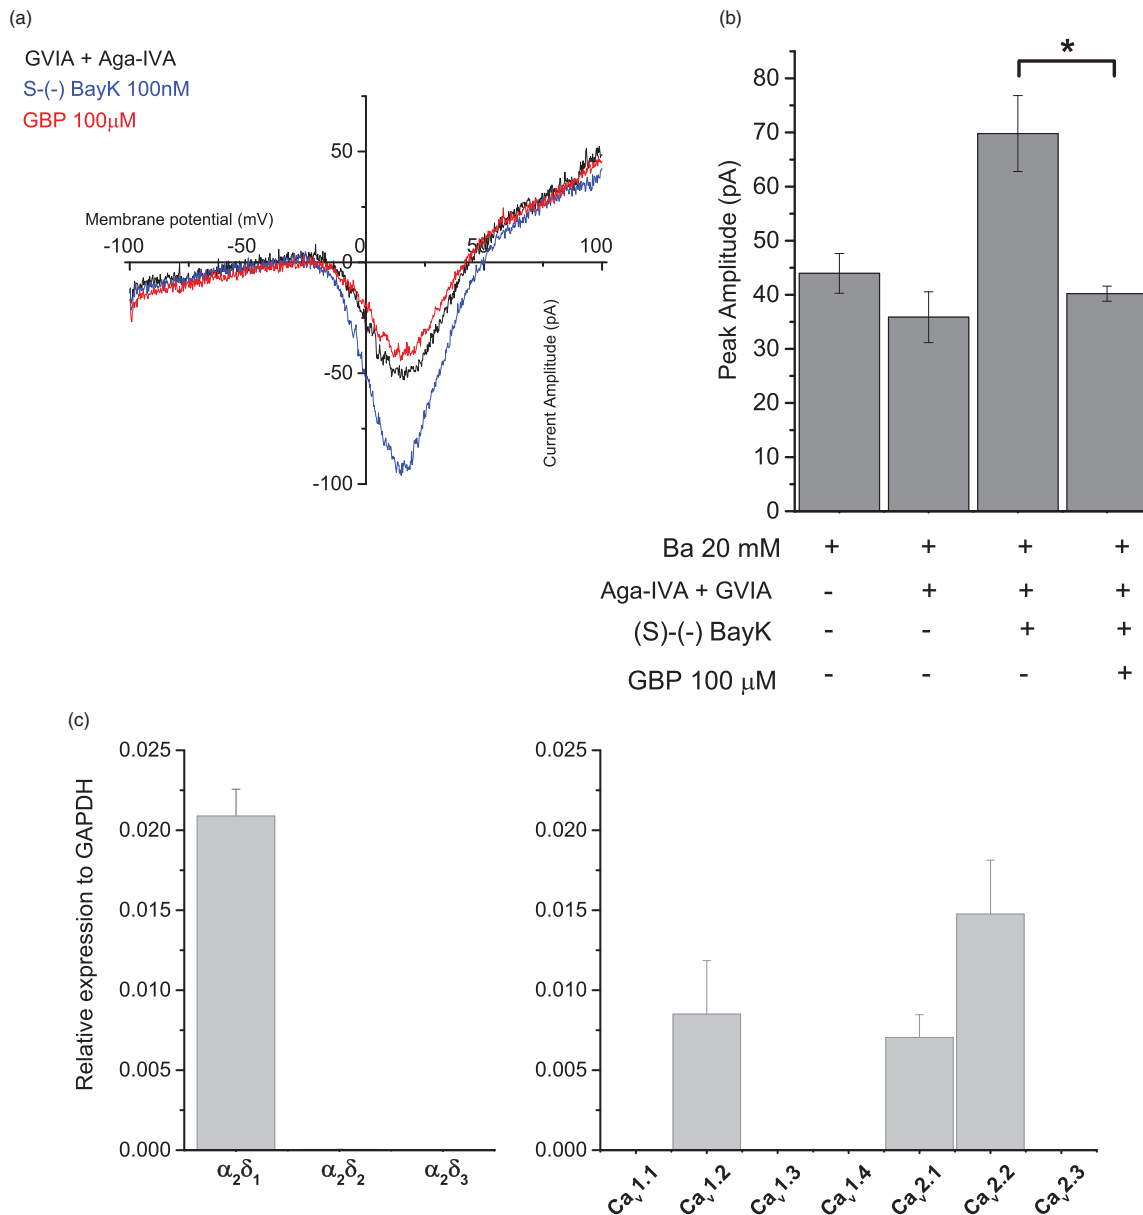 (a)
GVIA + Aga-IVA
S-(-) BayK 100nM
GBP 100μM
50
Membrane potential (mV)
-100
-50
0
50
100
0
-50
-100
Current Amplitude (pA)
(b)
*
80
70
60
50
40
30
20
10
0
Peak Amplitude (pA)
Ba 20 mM + + + +
Aga-IVA + GVIA - + + +
(S)-(-) BayK - - + +
GBP 100 μM - - - +
(c)
Relative expression to GAPDH
0.025
0.020
0.015
0.010
0.005
0.000
α₂δ₁ α₂δ₂ α₂δ₃
0.025
0.020
0.015
0.010
0.005
0.000
Caᵥ1.1 Caᵥ1.2 Caᵥ1.3 Caᵥ1.4 Caᵥ2.1 Caᵥ2.2 Caᵥ2.3